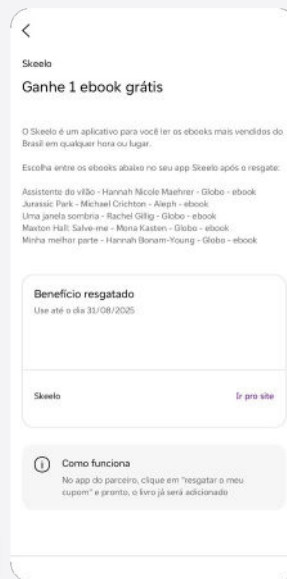 Skeelo
Ganhe 1 ebook grátis
O Skeelo é um aplicativo para você ler os ebooks mais vendidos do
Brasil em qualquer hora ou lugar.
Escolha entre os ebooks abaixo no seu app Skeelo após o resgate:
Assistente do vilão - Hannah Nicole Maehrer - Globo - ebook
Jurassic Park - Michael Crichton - Aleph - ebook
Uma janela sombria - Rachel Gillig - Globo - ebook
Maxton Hall: Salve-me - Mona Kasten - Globo - ebook
Minha melhor parte - Hannah Bonam-Young - Globo - ebook
Benefício resgatado
Use até o dia 31/08/2025
Skeelo Ir pro site
Como funciona
No app do parceiro, clique em "resgatar o meu
cupom" e pronto, o livro já será adicionado